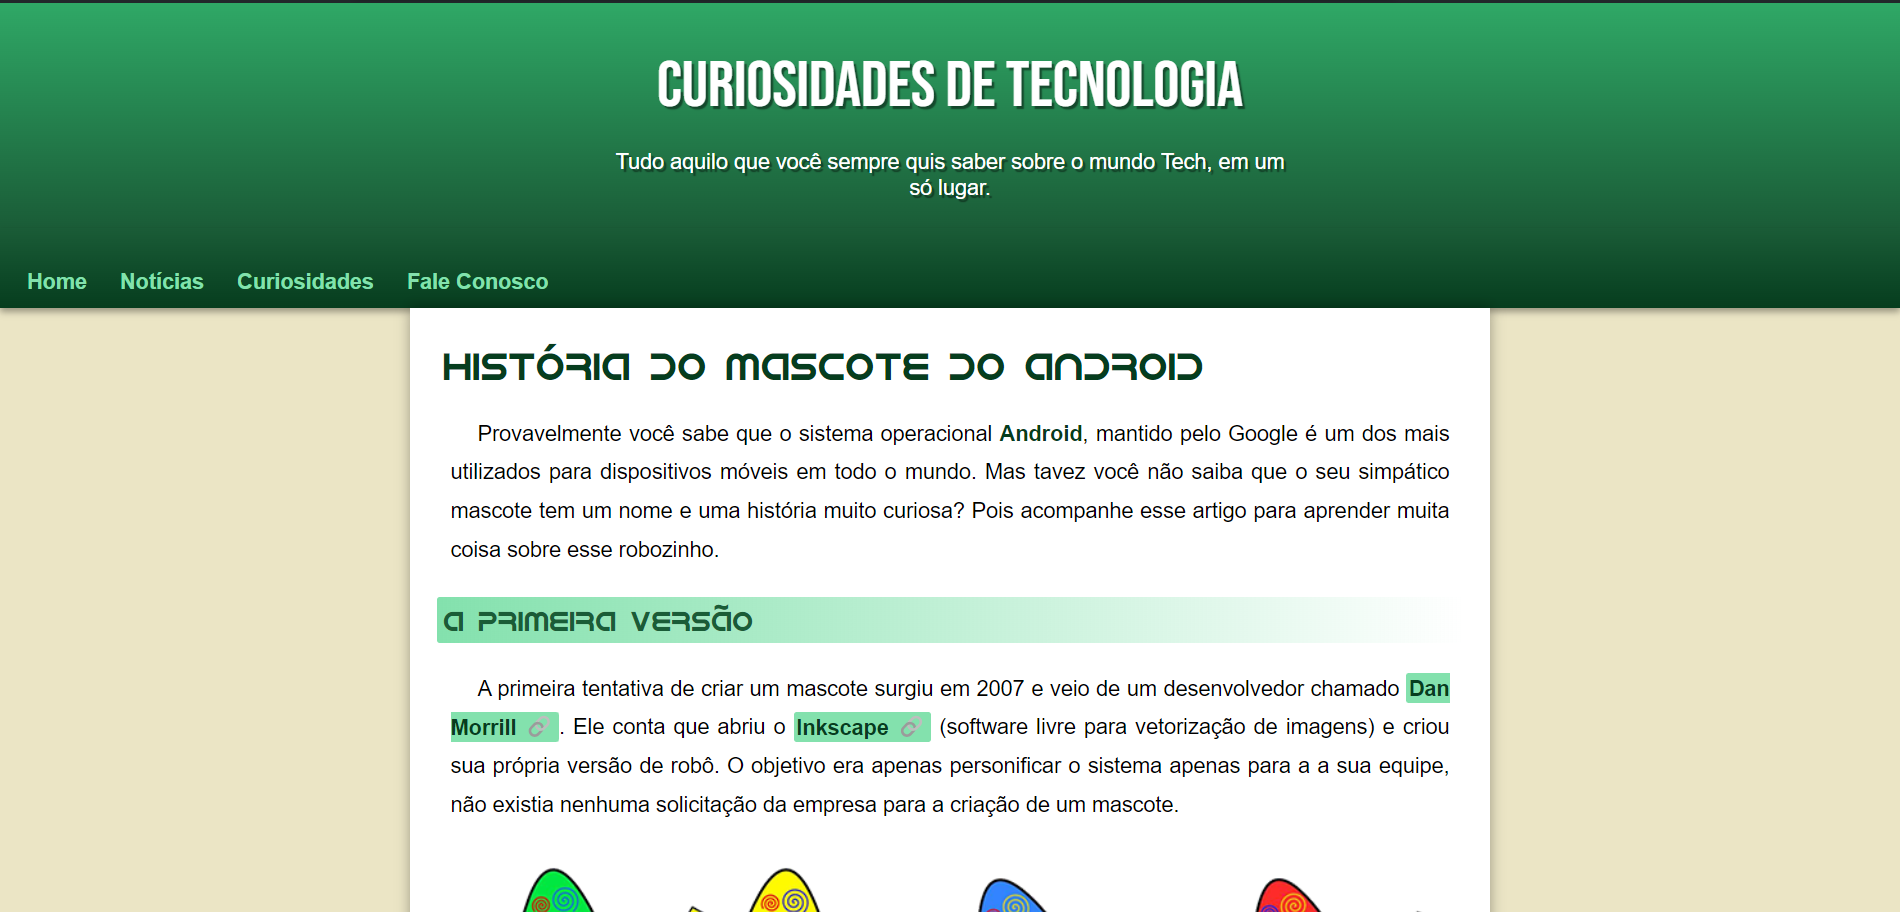 CURIOSIDADES DE TECNOLOGIA
Tudo aquilo que você sempre quis saber sobre o mundo Tech, em um
só lugar.
Home Notícias Curiosidades Fale Conosco
HISTÓRIA DO MASCOTE DO ANDROID
Provavelmente você sabe que o sistema operacional Android, mantido pelo Google é um dos mais
utilizados para dispositivos móveis em todo o mundo. Mas tavez você não saiba que o seu simpático
mascote tem um nome e uma história muito curiosa? Pois acompanhe esse artigo para aprender muita
coisa sobre esse robozinho.
A PRIMEIRA VERSÃO
A primeira tentativa de criar um mascote surgiu em 2007 e veio de um desenvolvedor chamado Dan
Morrill. Ele conta que abriu o Inkscape (software livre para vetorização de imagens) e criou
sua própria versão de robô. O objetivo era apenas personificar o sistema apenas para a a sua equipe,
não existia nenhuma solicitação da empresa para a criação de um mascote.